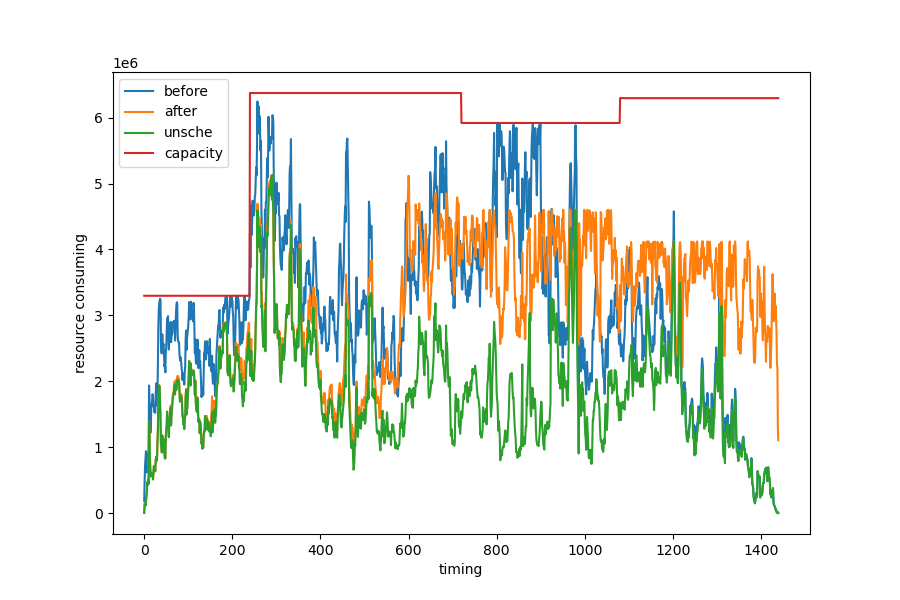 1e6
before
after
unsche
capacity
6
5
4
3
2
1
0
resource consuming
0 200 400 600 800 1000 1200 1400
timing